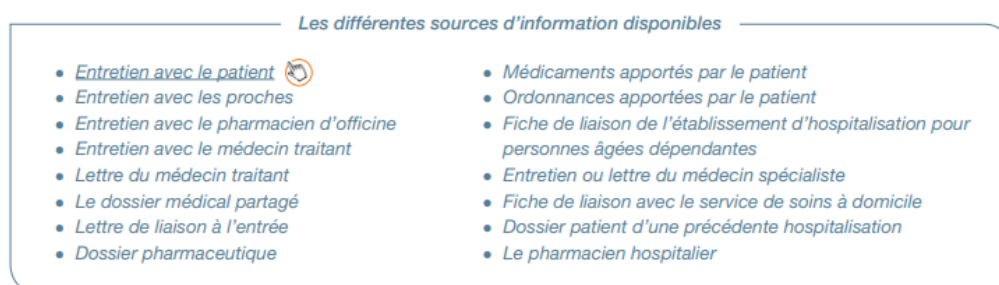 Les différentes sources d'information disponibles
• Entretien avec le patient
• Entretien avec les proches
• Entretien avec le pharmacien d'officine
• Entretien avec le médecin traitant
• Lettre du médecin traitant
• Le dossier médical partagé
• Lettre de liaison à l'entrée
• Dossier pharmaceutique
• Médicaments apportés par le patient
• Ordonnances apportées par le patient
• Fiche de liaison de l'établissement d'hospitalisation pour
personnes âgées dépendantes
• Entretien ou lettre du médecin spécialiste
• Fiche de liaison avec le service de soins à domicile
• Dossier patient d'une précédente hospitalisation
• Le pharmacien hospitalier